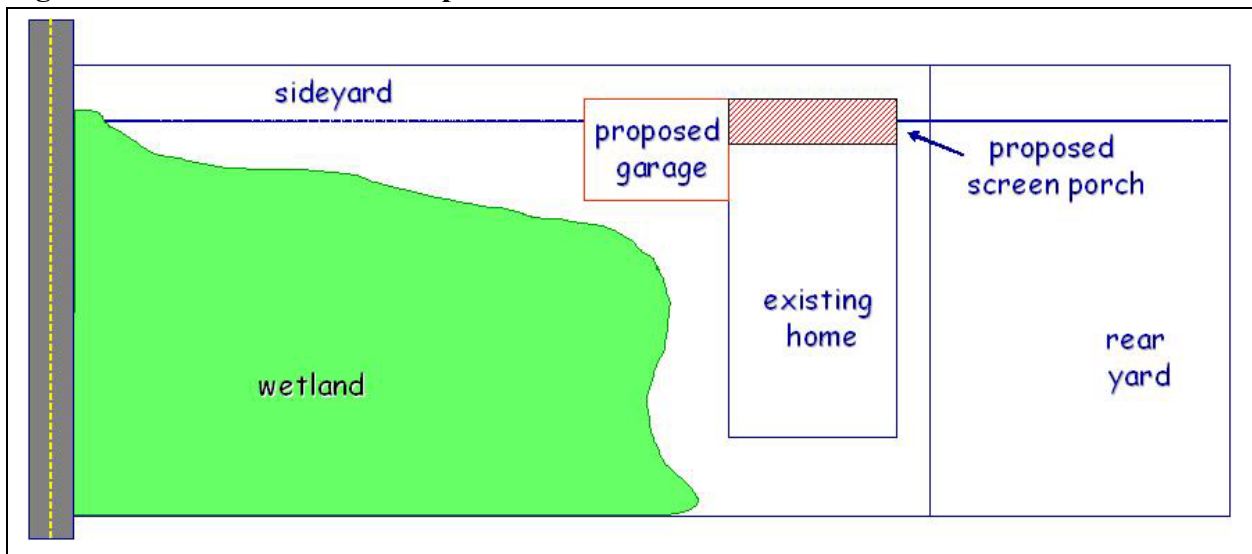 sideyard
proposed
garage
proposed
screen porch
existing
home
rear
yard
wetland